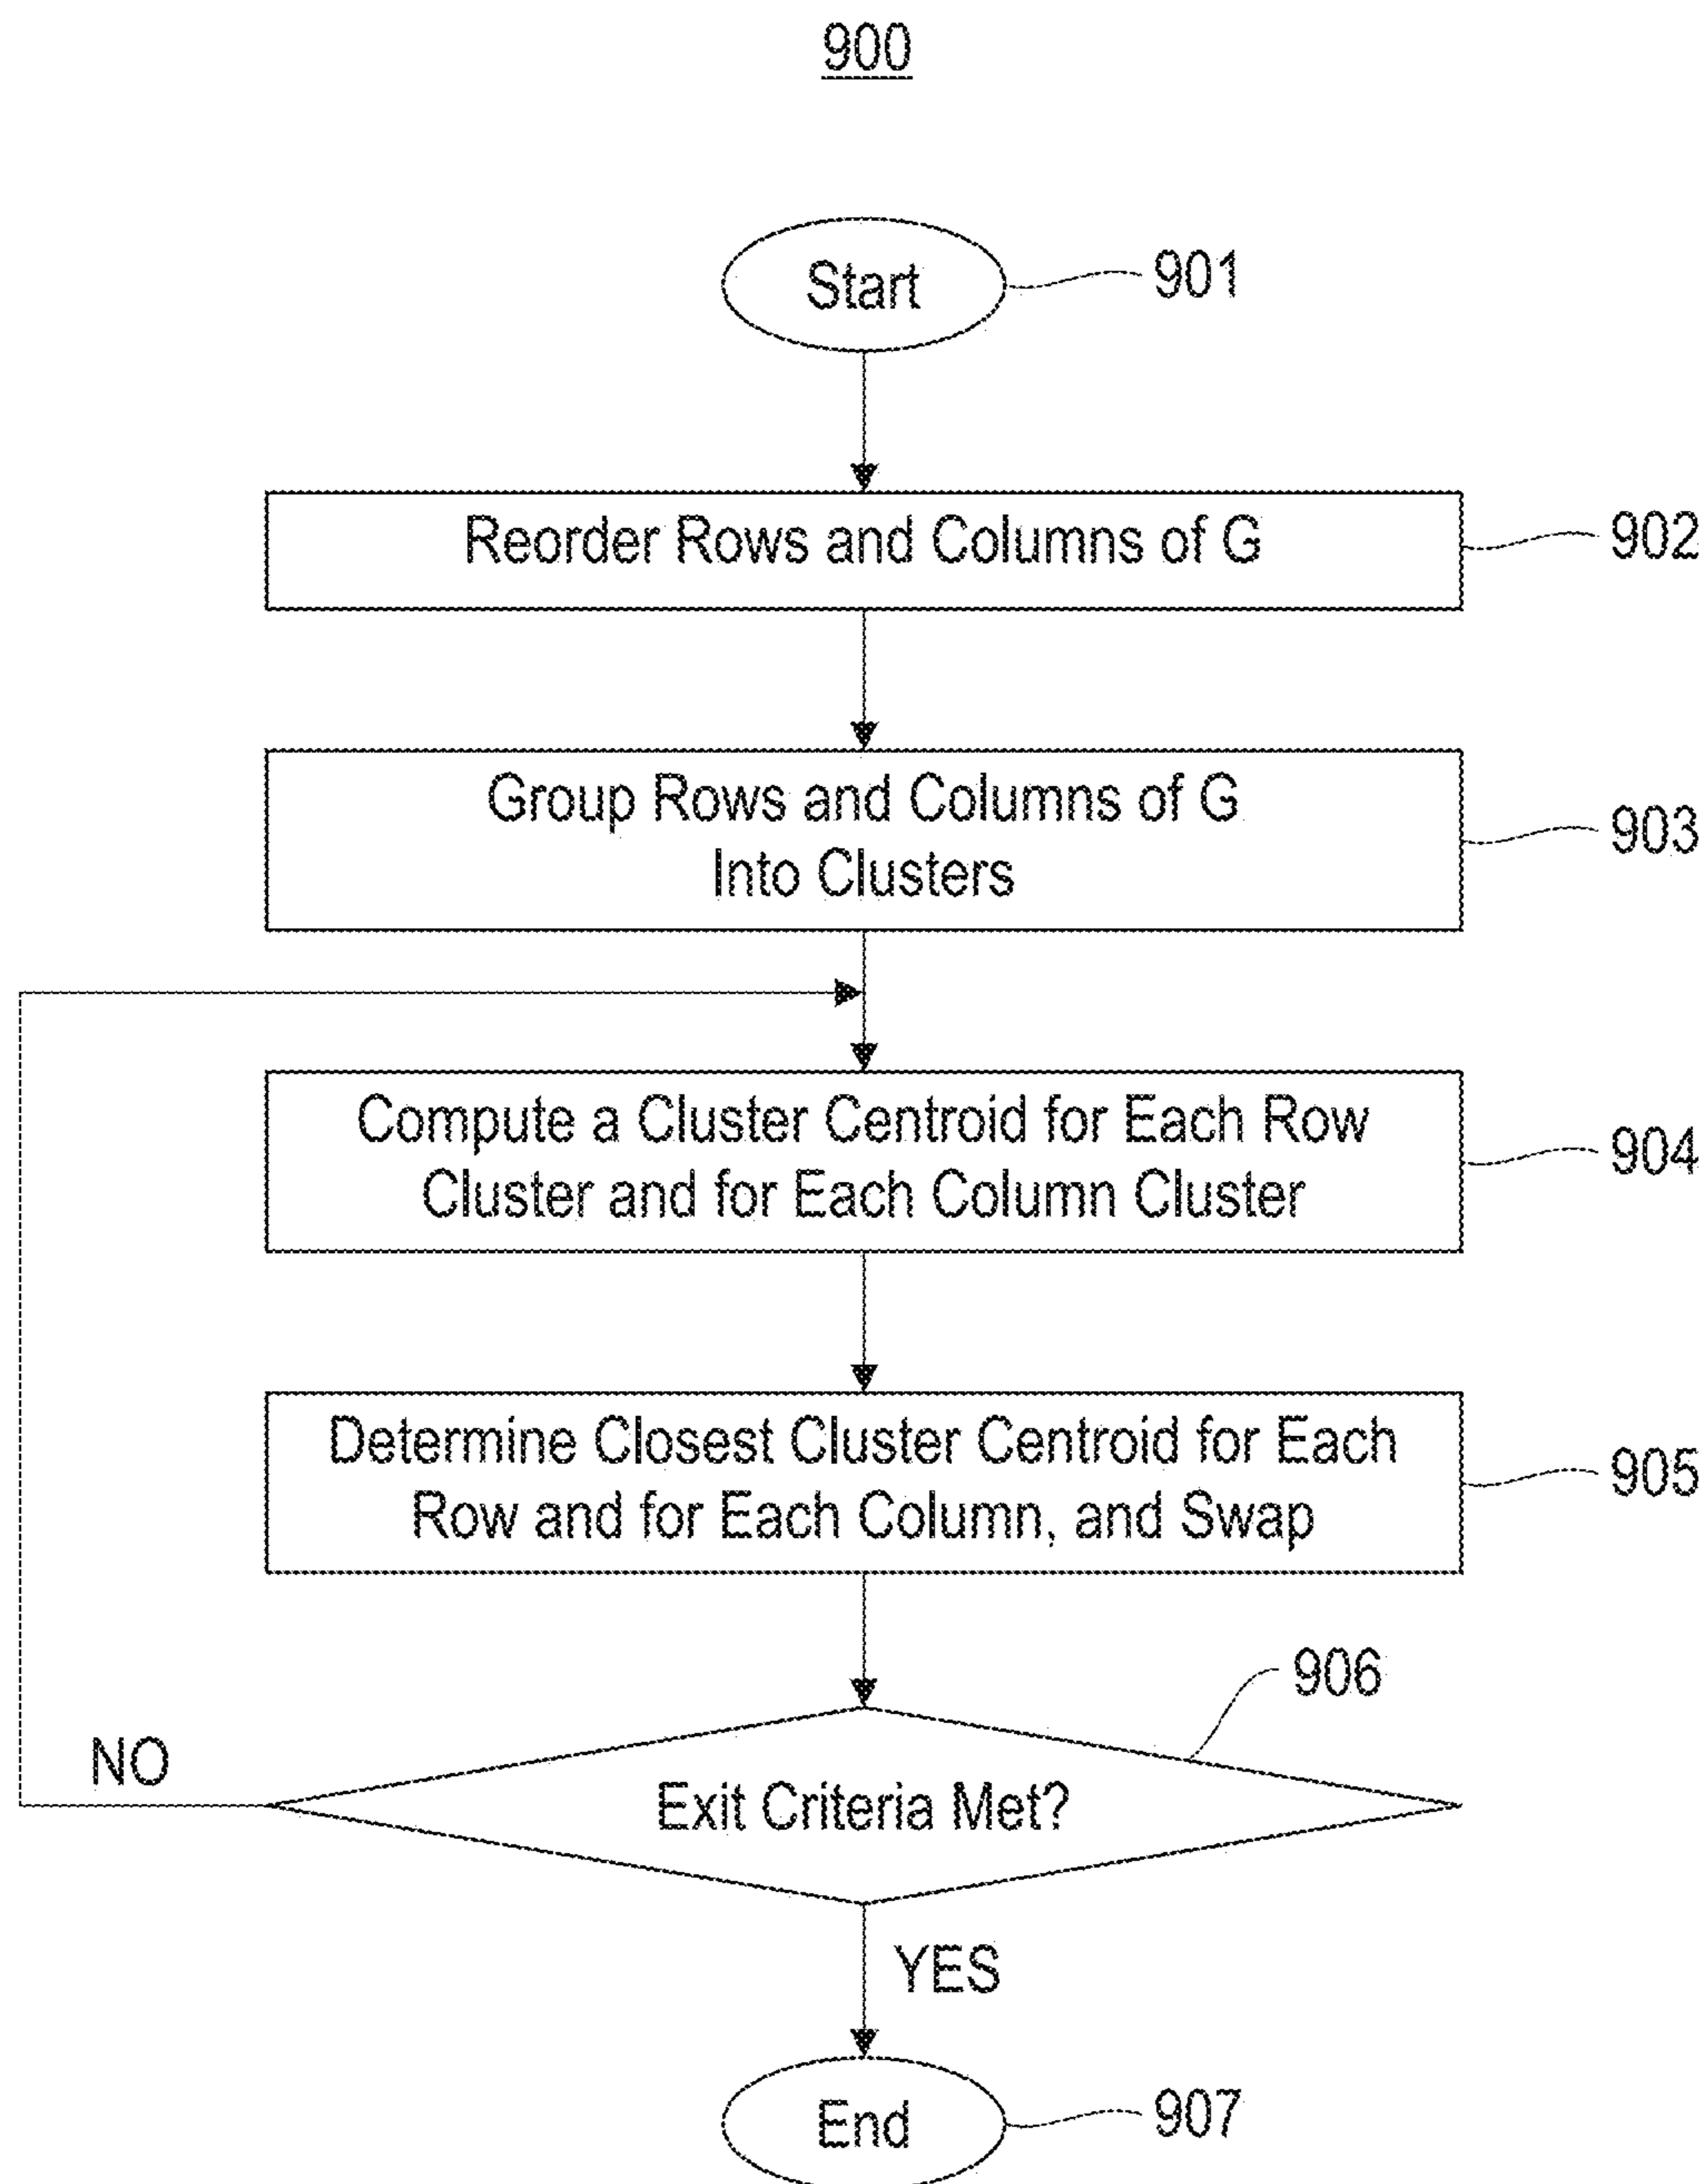 900
Start
901
Reorder Rows and Columns of G
902
Group Rows and Columns of G
Into Clusters
903
Compute a Cluster Centroid for Each Row
Cluster and for Each Column Cluster
904
Determine Closest Cluster Centroid for Each
Row and for Each Column, and Swap
905
906
NO
Exit Criteria Met?
YES
End
907